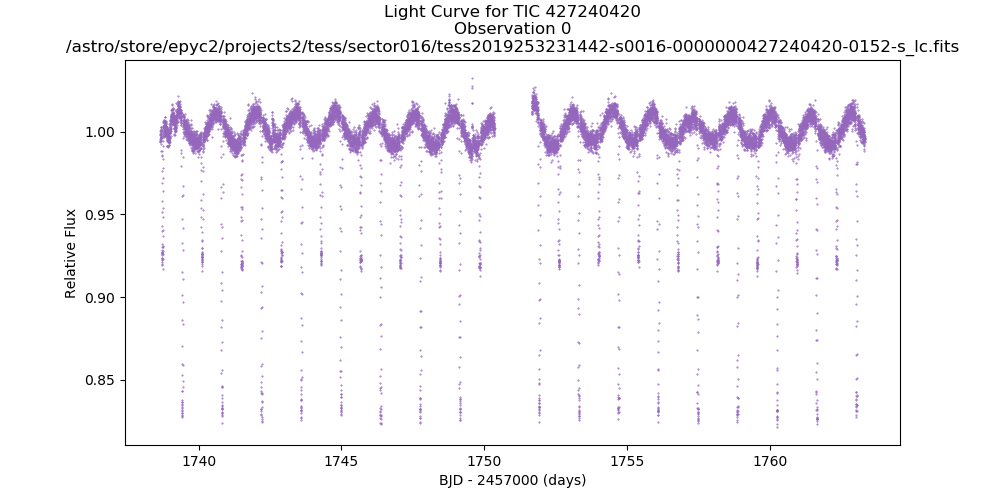 Light Curve for TIC 427240420
Observation 0
/astro/store/epyc2/projects2/tess/sector016/tess2019253231442-s0016-0000000427240420-0152-s_lc.fits
1.00
0.95
0.90
0.85
Relative Flux
1740
1745
1750
1755
1760
BJD - 2457000 (days)